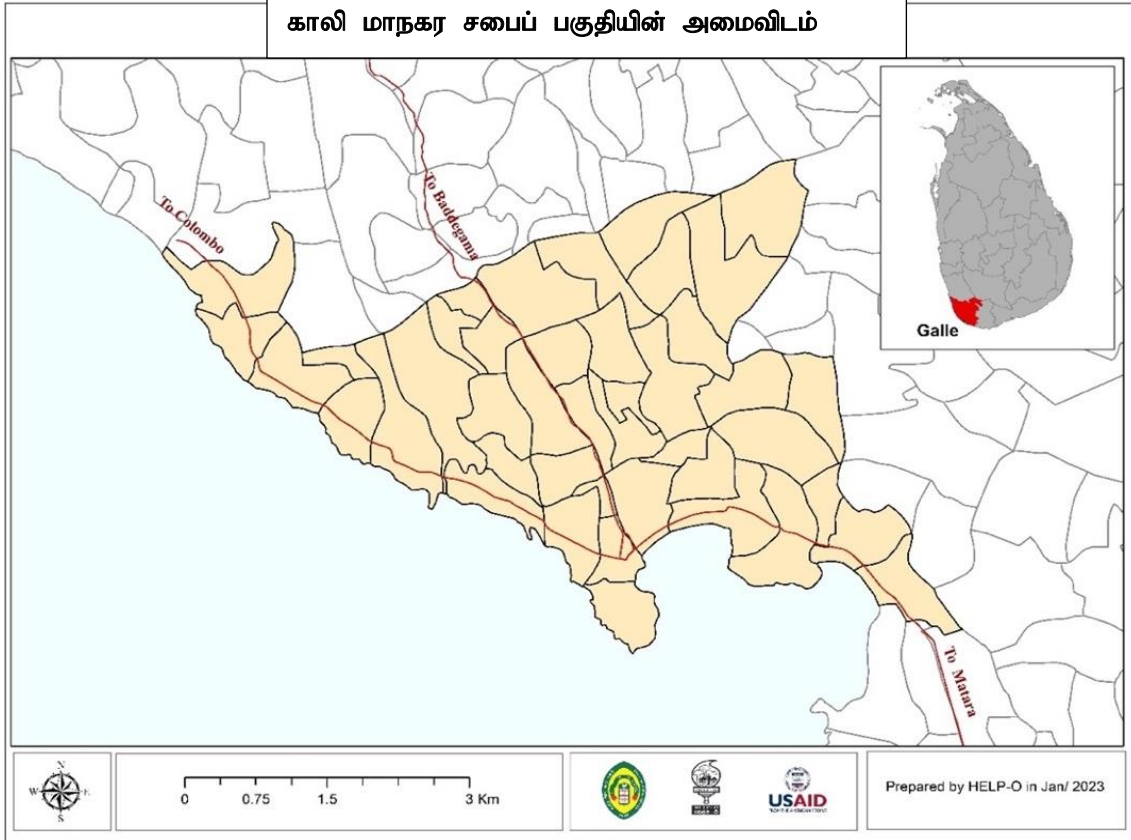 காலி மாநகர சபைப் பகுதியின் அமைவிடம்
To Colombo
To Baddegama
Galle
To Matara
N
W
E
S
0 0.75 1.5 3 Km
USAID
Prepared by HELP-O in Jan/ 2023